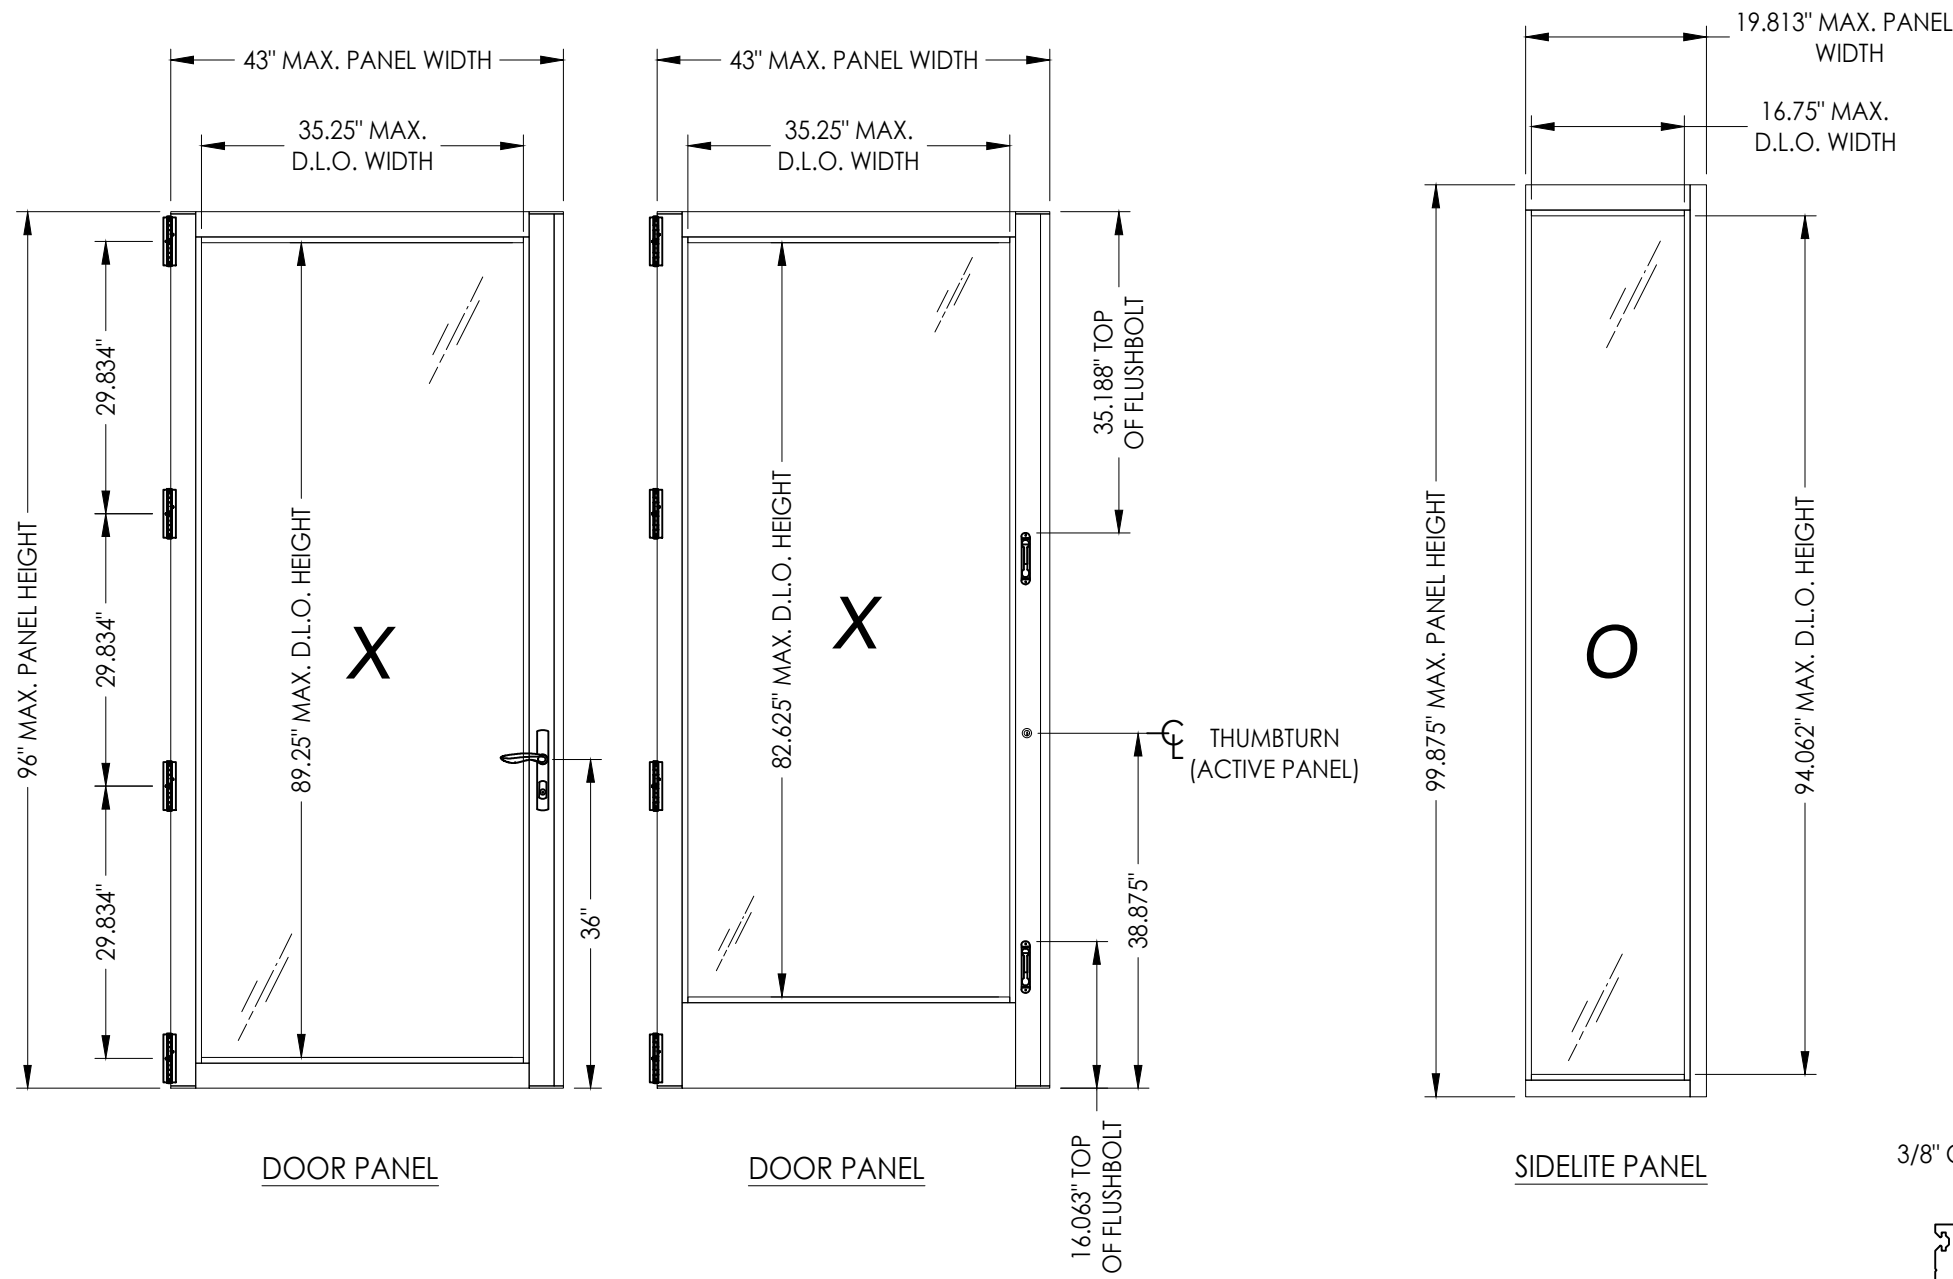 43" MAX. PANEL WIDTH
35.25" MAX.
D.L.O. WIDTH
96" MAX. PANEL HEIGHT
29.834"
29.834"
29.834"
89.25" MAX. D.L.O. HEIGHT
X
36"
DOOR PANEL
43" MAX. PANEL WIDTH
35.25" MAX.
D.L.O. WIDTH
82.625" MAX. D.L.O. HEIGHT
X
35.188" TOP
OF FLUSHBOLT
CL THUMBTURN
(ACTIVE PANEL)
38.875"
16.063" TOP
OF FLUSHBOLT
DOOR PANEL
19.813" MAX. PANEL
WIDTH
16.75" MAX.
D.L.O. WIDTH
99.875" MAX. PANEL HEIGHT
O
94.062" MAX. D.L.O. HEIGHT
SIDELITE PANEL
3/8"